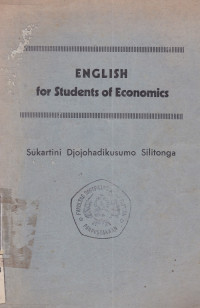 ENGLISH
for Students of Economics
Sukartini Djojohadikusumo Silitonga